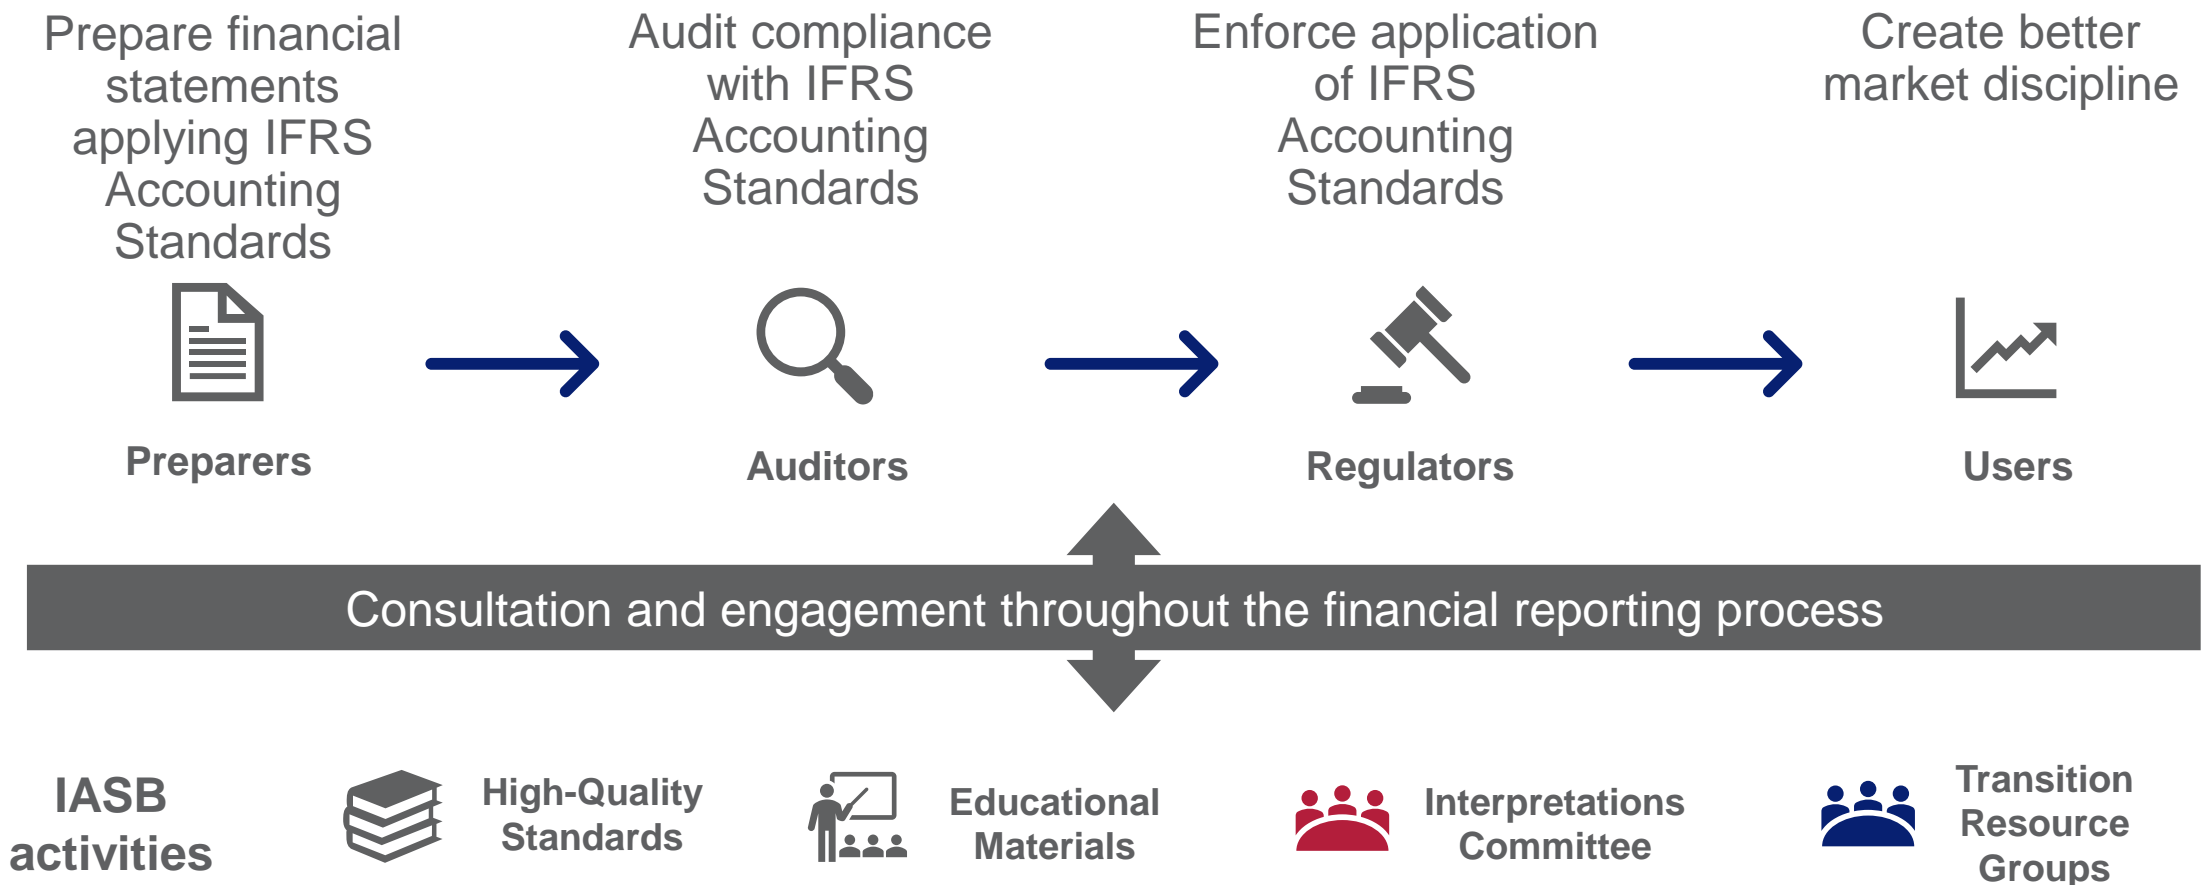 Prepare financial
statements
applying IFRS
Accounting
Standards
Audit compliance
with IFRS
Accounting
Standards
Enforce application
of IFRS
Accounting
Standards
Create better
market discipline
Preparers
Auditors
Regulators
Users
Consultation and engagement throughout the financial reporting process
IASB
activities
High-Quality
Standards
Educational
Materials
Interpretations
Committee
Transition
Resource
Groups